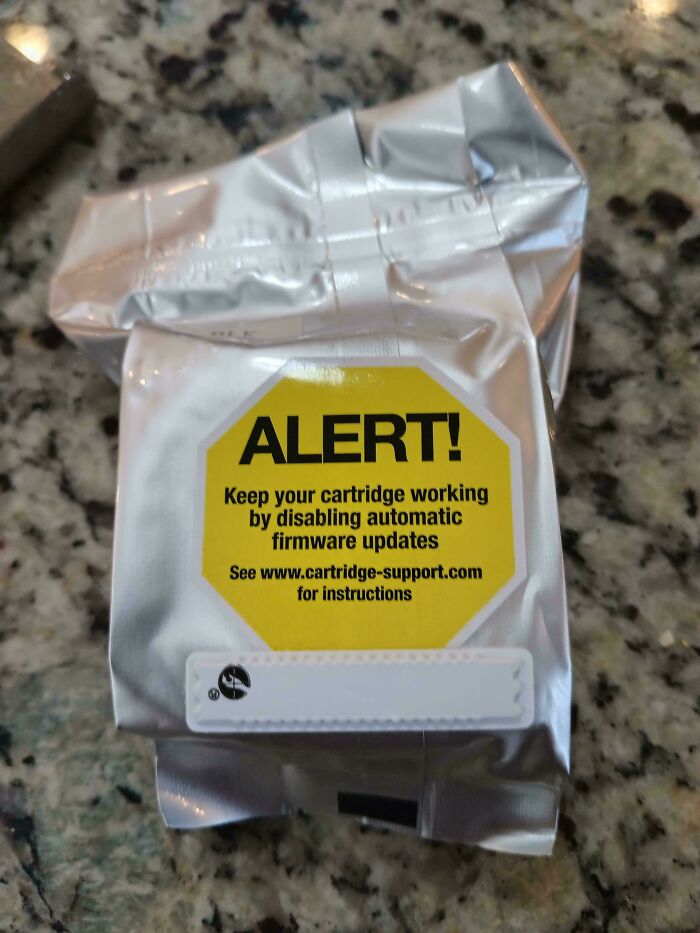 ALERT!
Keep your cartridge working
by disabling automatic
firmware updates
See www.cartridge-support.com
for instructions
®